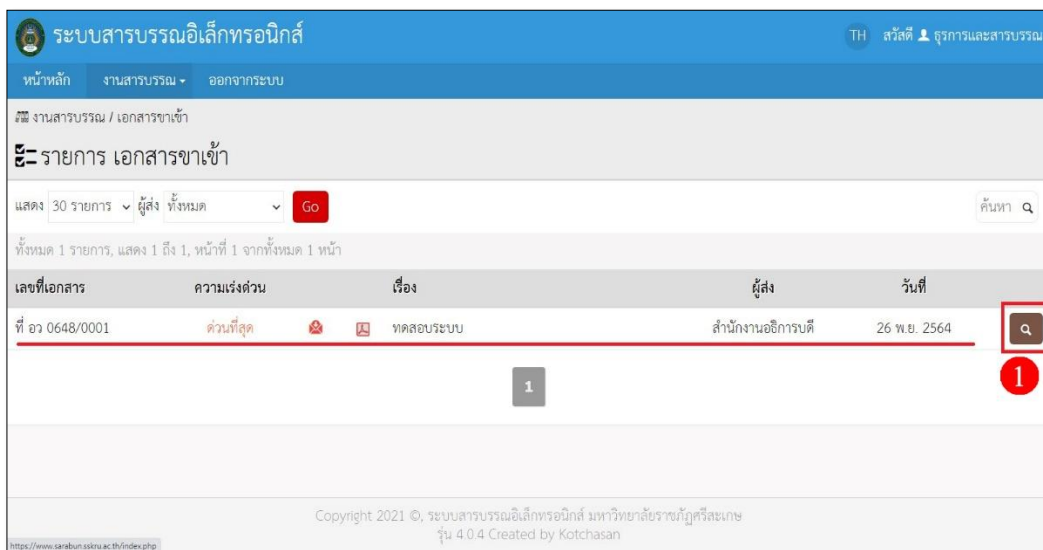 ระบบสารบรรณอิเล็กทรอนิกส์
TH สวัสดี ธุรการและสารบรรณ
หน้าหลัก งานสารบรรณ ออกจากระบบ
งานสารบรรณ / เอกสารขาเข้า
รายการ เอกสารขาเข้า
แสดง 30 รายการ ผู้ส่ง ทั้งหมด Go ค้นหา
ทั้งหมด 1 รายการ, แสดง 1 ถึง 1, หน้าที่ 1 จากทั้งหมด 1 หน้า
เลขที่เอกสาร ความเร่งด่วน เรื่อง ผู้ส่ง วันที่
ที่ อว 0648/0001 ด่วนที่สุด ทดสอบระบบ สำนักงานอธิการบดี 26 พ.ย. 2564
1
1
Copyright 2021 ©, ระบบสารบรรณอิเล็กทรอนิกส์ มหาวิทยาลัยราชภัฏศรีสะเกษ
รุ่น 4.0.4 Created by Kotchasan
https://www.sarabun.sskru.ac.th/index.php